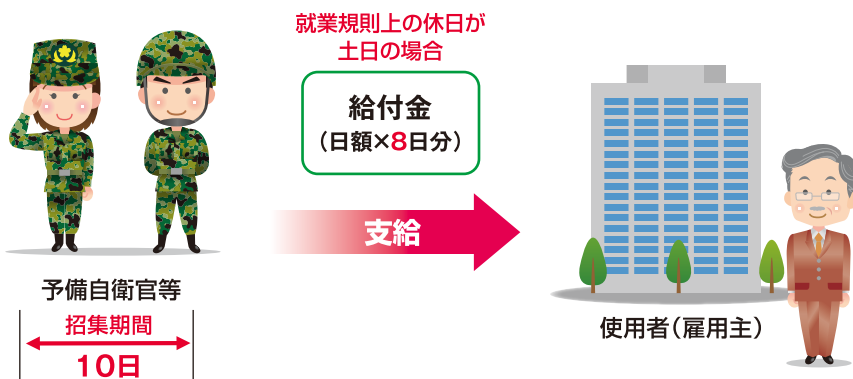 就業規則上の休日が
土日の場合
給付金
（日額×8日分）
支給
予備自衛官等
招集期間
10日
使用者（雇用主）